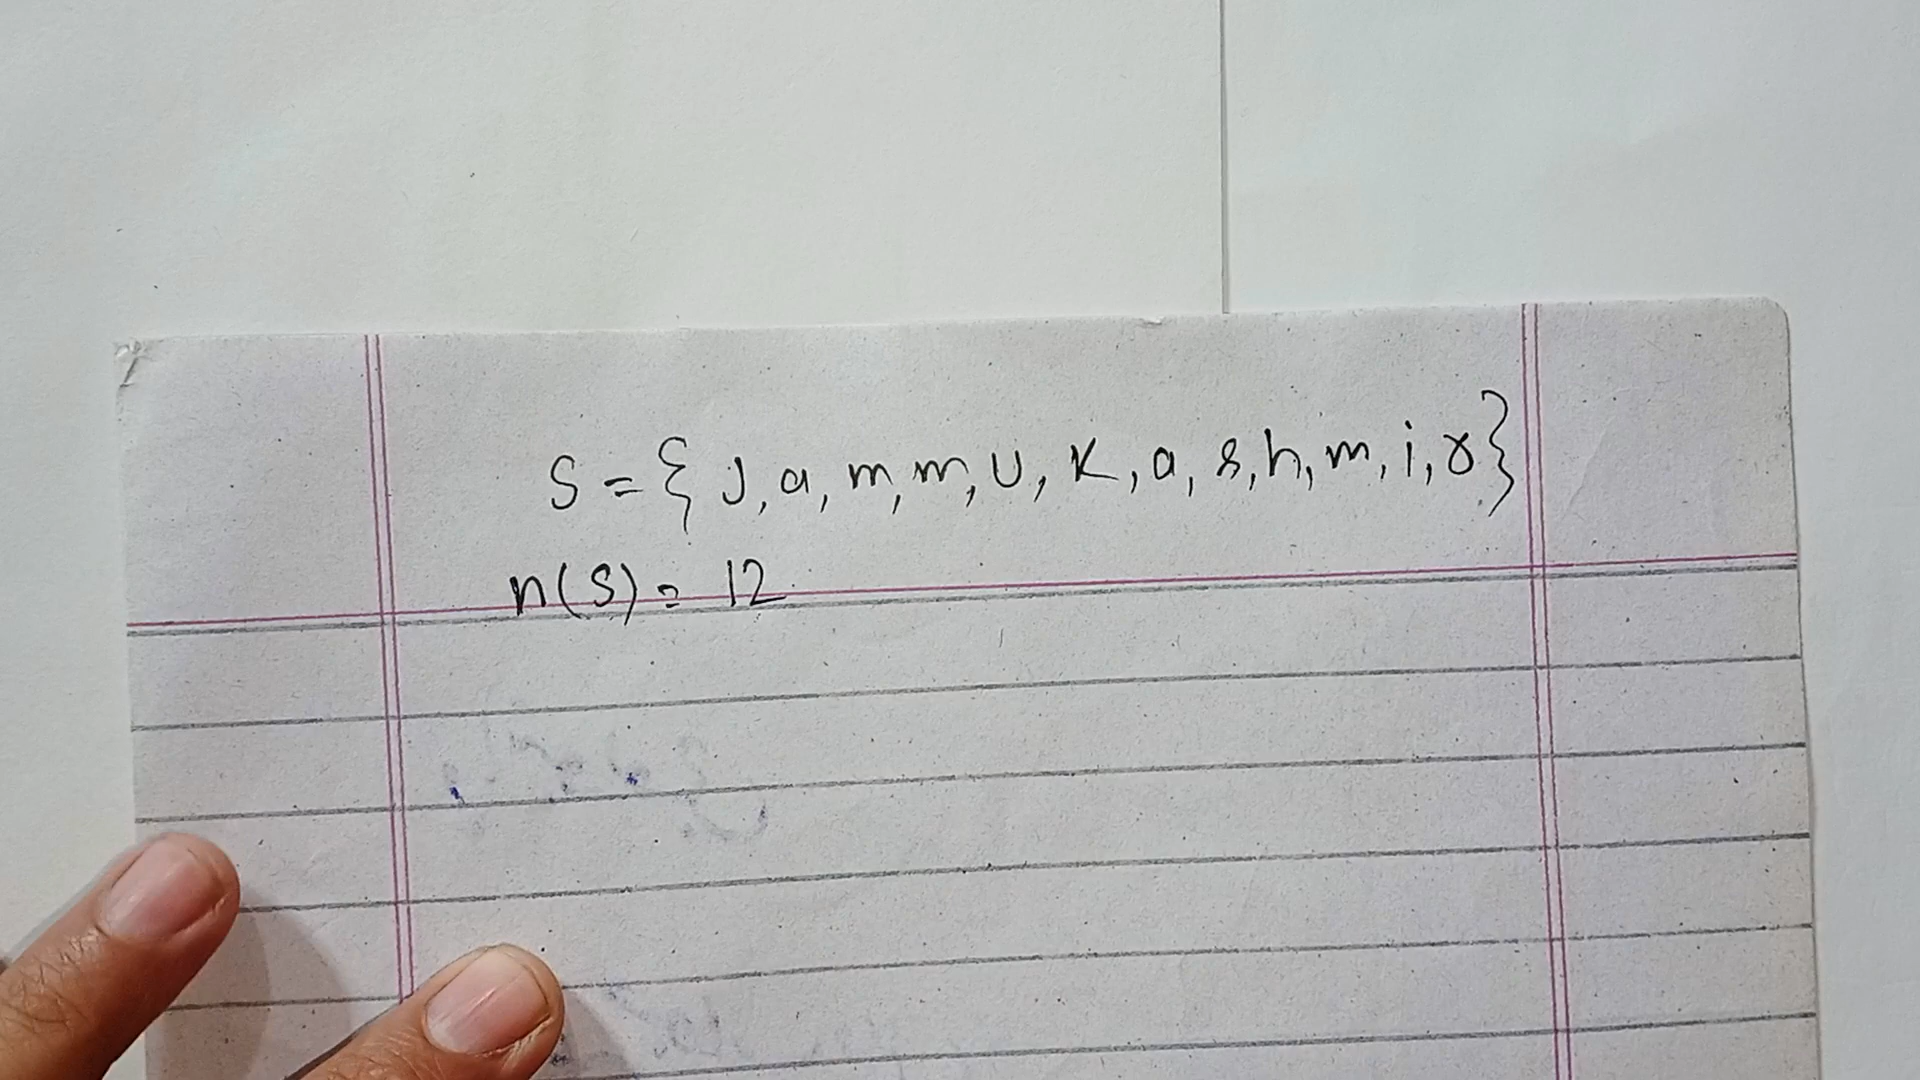 S = { J, a, m, m, U, K, a, s, h, m, i, r }
n(S) = 12